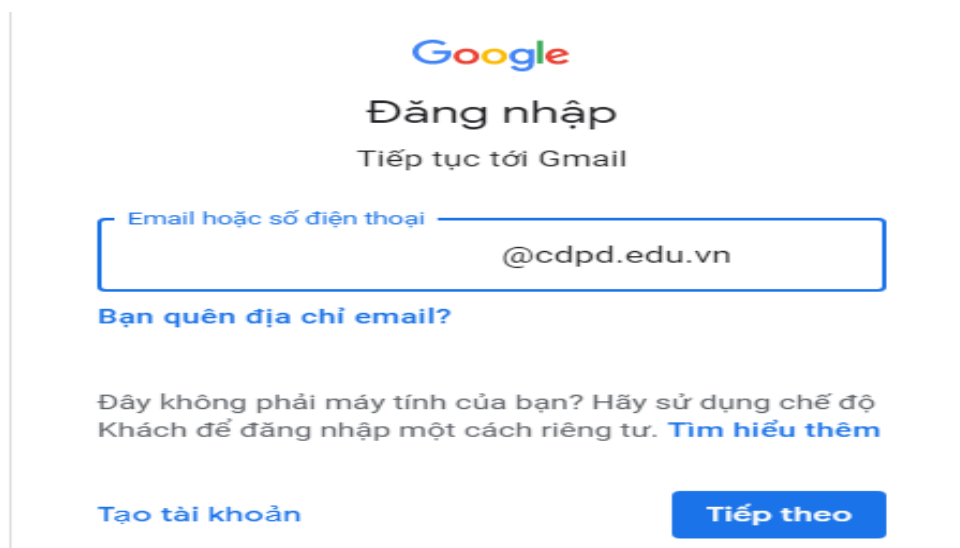 Google
Đăng nhập
Tiếp tục tới Gmail
Email hoặc số điện thoại
@cdpd.edu.vn
Bạn quên địa chỉ email?
Đây không phải máy tính của bạn? Hãy sử dụng chế độ
Khách để đăng nhập một cách riêng tư. Tìm hiểu thêm
Tạo tài khoản
Tiếp theo